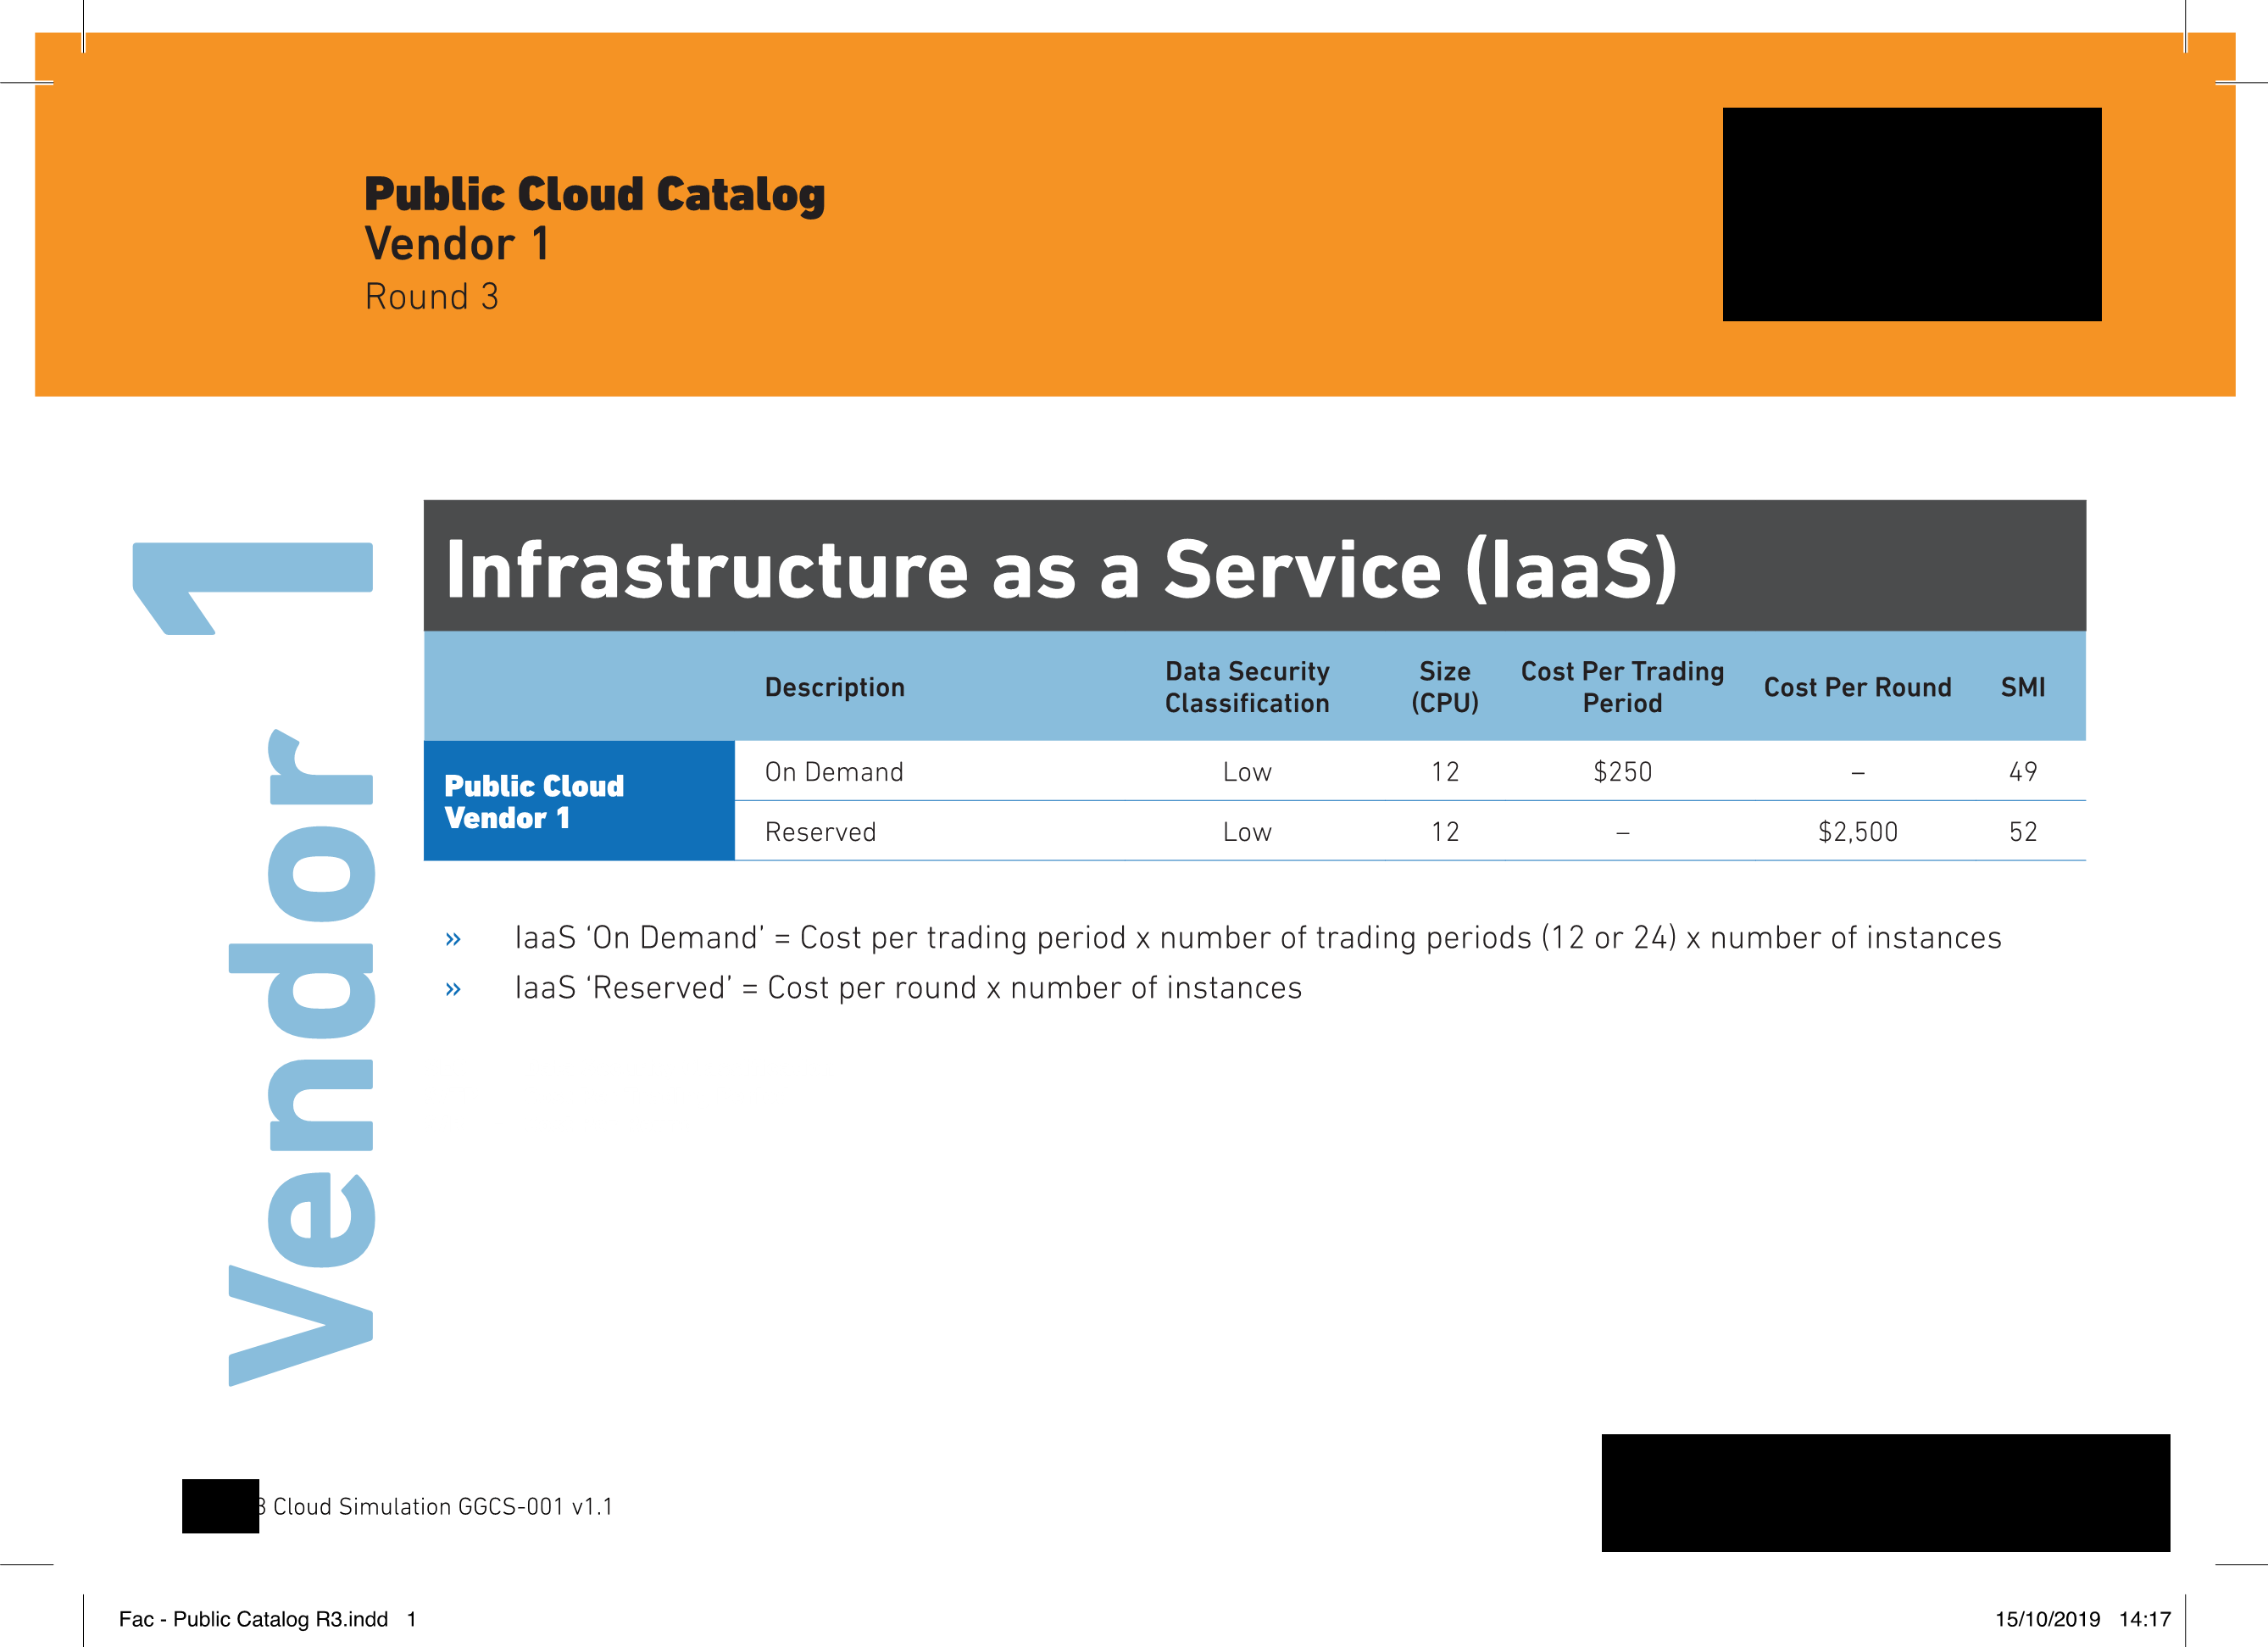 Public Cloud Catalog
Vendor 1
Round 3
Vendor 1
Infrastructure as a Service (IaaS)
Description Data Security Classification Size (CPU) Cost Per Trading Period Cost Per Round SMI
Public Cloud Vendor 1
On Demand Low 12 $250 – 49
Reserved Low 12 – $2,500 52
» IaaS ‘On Demand’ = Cost per trading period x number of trading periods (12 or 24) x number of instances
» IaaS ‘Reserved’ = Cost per round x number of instances
Cloud Simulation GGCS-001 v1.1
Fac - Public Catalog R3.indd 1
15/10/2019 14:17